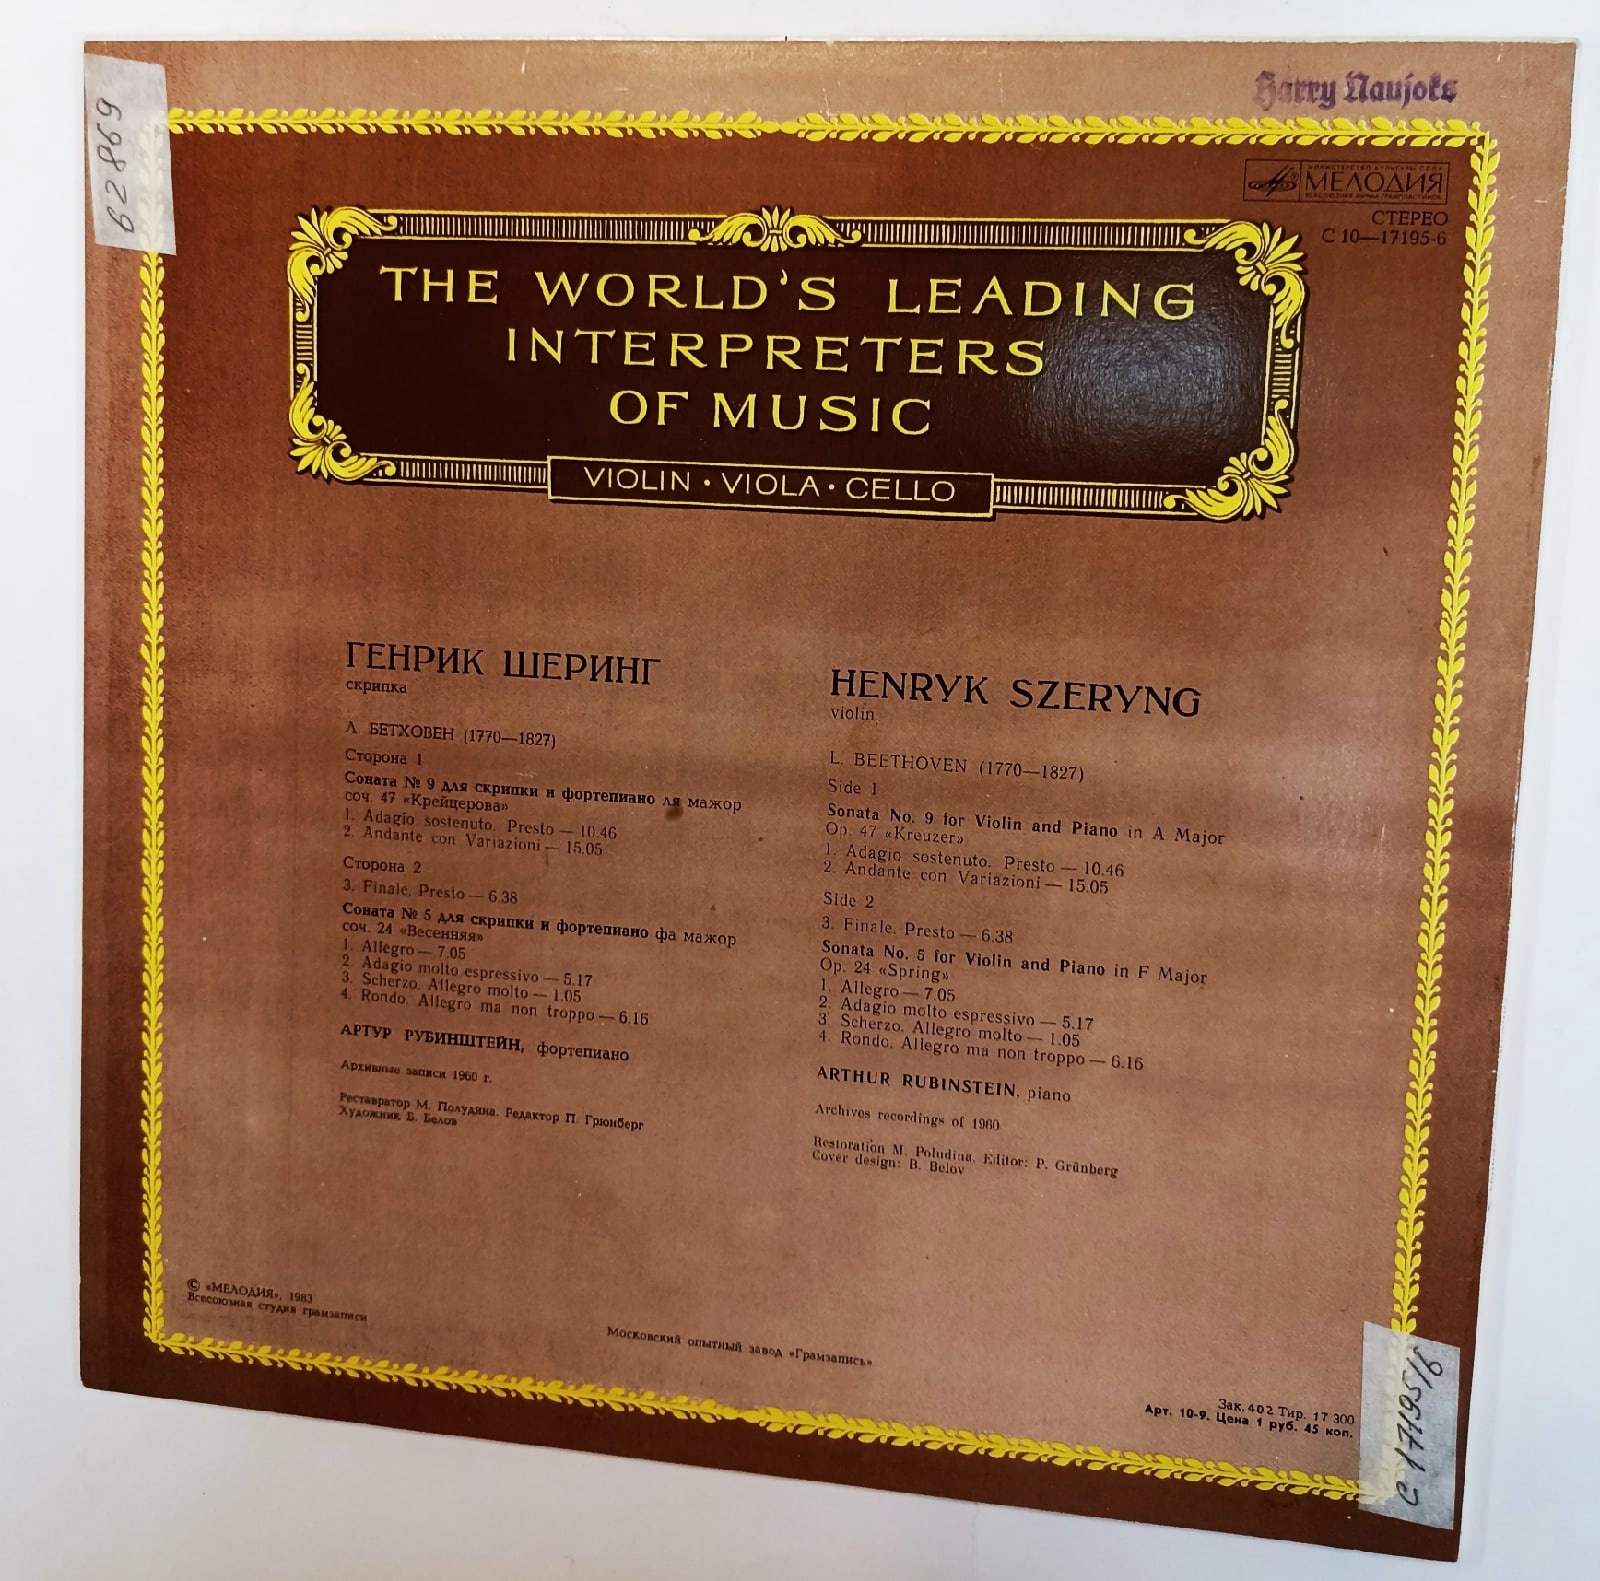 62869
Harry Naujoks
МИНИСТЕРСТВО КУЛЬТУРЫ СССР
МЕЛОДИЯ
ВСЕСОЮЗНАЯ ФИРМА ГРАМПЛАСТИНОК
СТЕРЕО
С 10—17195-6
THE WORLD'S LEADING
INTERPRETERS
OF MUSIC
VIOLIN · VIOLA · CELLO
ГЕНРИК ШЕРИНГ
скрипка
Л. БЕТХОВЕН (1770—1827)
Сторона 1
Соната № 9 для скрипки и фортепиано ля мажор
соч. 47 «Крейцерова»
1. Adagio sostenuto. Presto — 10.46
2. Andante con Variazioni — 15.05
Сторона 2
3. Finale. Presto — 6.38
Соната № 5 для скрипки и фортепиано фа мажор
соч. 24 «Весенняя»
1. Allegro — 7.05
2. Adagio molto espressivo — 5.17
3. Scherzo. Allegro molto — 1.05
4. Rondo. Allegro ma non troppo — 6.16
АРТУР РУБИНШТЕЙН, фортепиано
Архивные записи 1960 г.
Реставратор М. Полудина. Редактор П. Грюнберг
Художник Б. Белов
HENRYK SZERYNG
violin
L. BEETHOVEN (1770—1827)
Side 1
Sonata No. 9 for Violin and Piano in A Major
Op. 47 «Kreuzer»
1. Adagio sostenuto. Presto — 10.46
2. Andante con Variazioni — 15.05
Side 2
3. Finale. Presto — 6.38
Sonata No. 5 for Violin and Piano in F Major
Op. 24 «Spring»
1. Allegro — 7.05
2. Adagio molto espressivo — 5.17
3 Scherzo. Allegro molto — 1.05
4. Rondo. Allegro ma non troppo — 6.16
ARTHUR RUBINSTEIN, piano
Archives recordings of 1960
Restoration M. Poludina. Editor: P. Grünberg
Cover design: B. Belov
© «МЕЛОДИЯ», 1983
Всесоюзная студия грамзаписи
Московский опытный завод «Грамзапись»
Зак. 402 Тир. 17 300
Арт. 10-9. Цена 1 руб. 45 коп.
17195/6